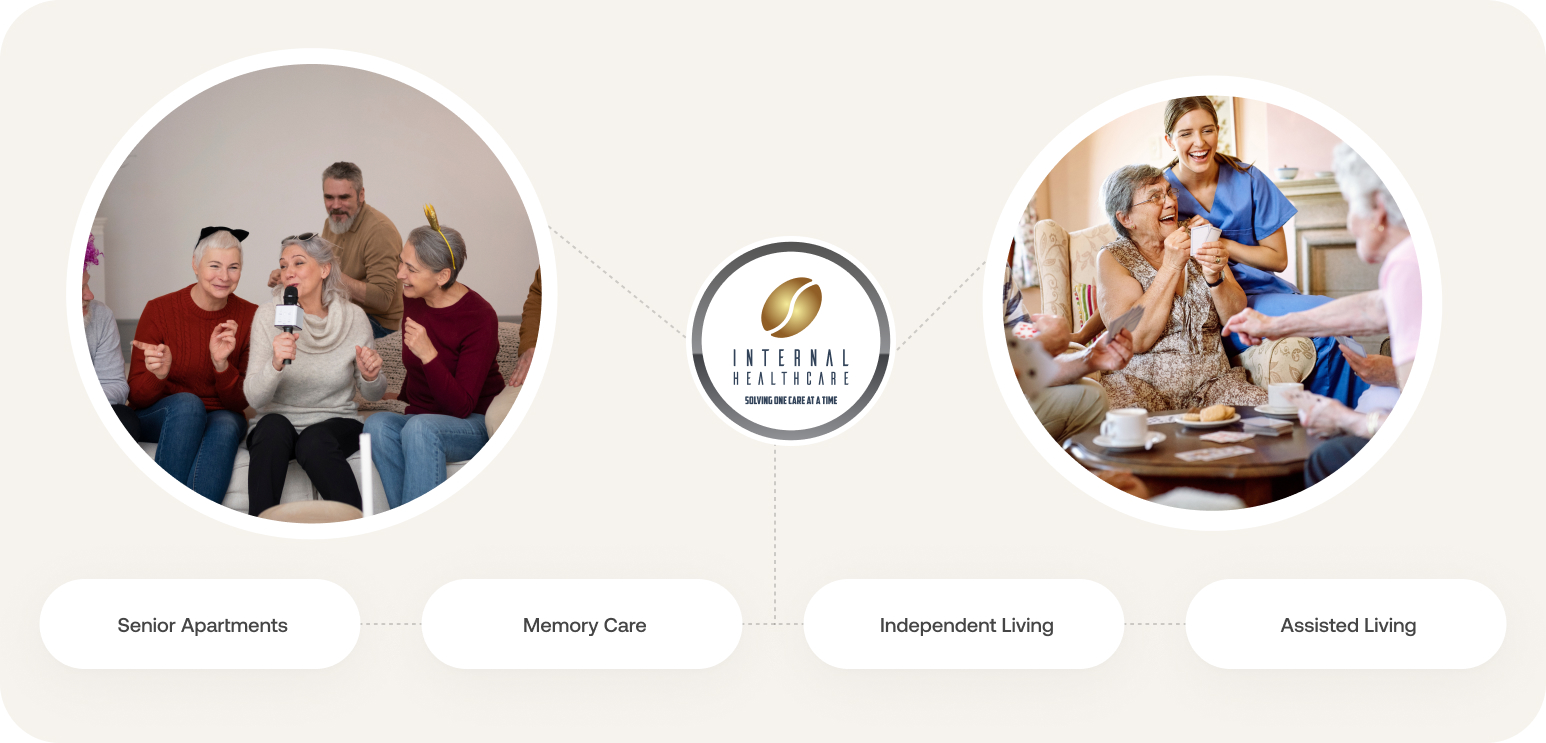 INTERNAL
HEALTHCARE
SOLVING ONE CARE AT A TIME
Senior Apartments
Memory Care
Independent Living
Assisted Living